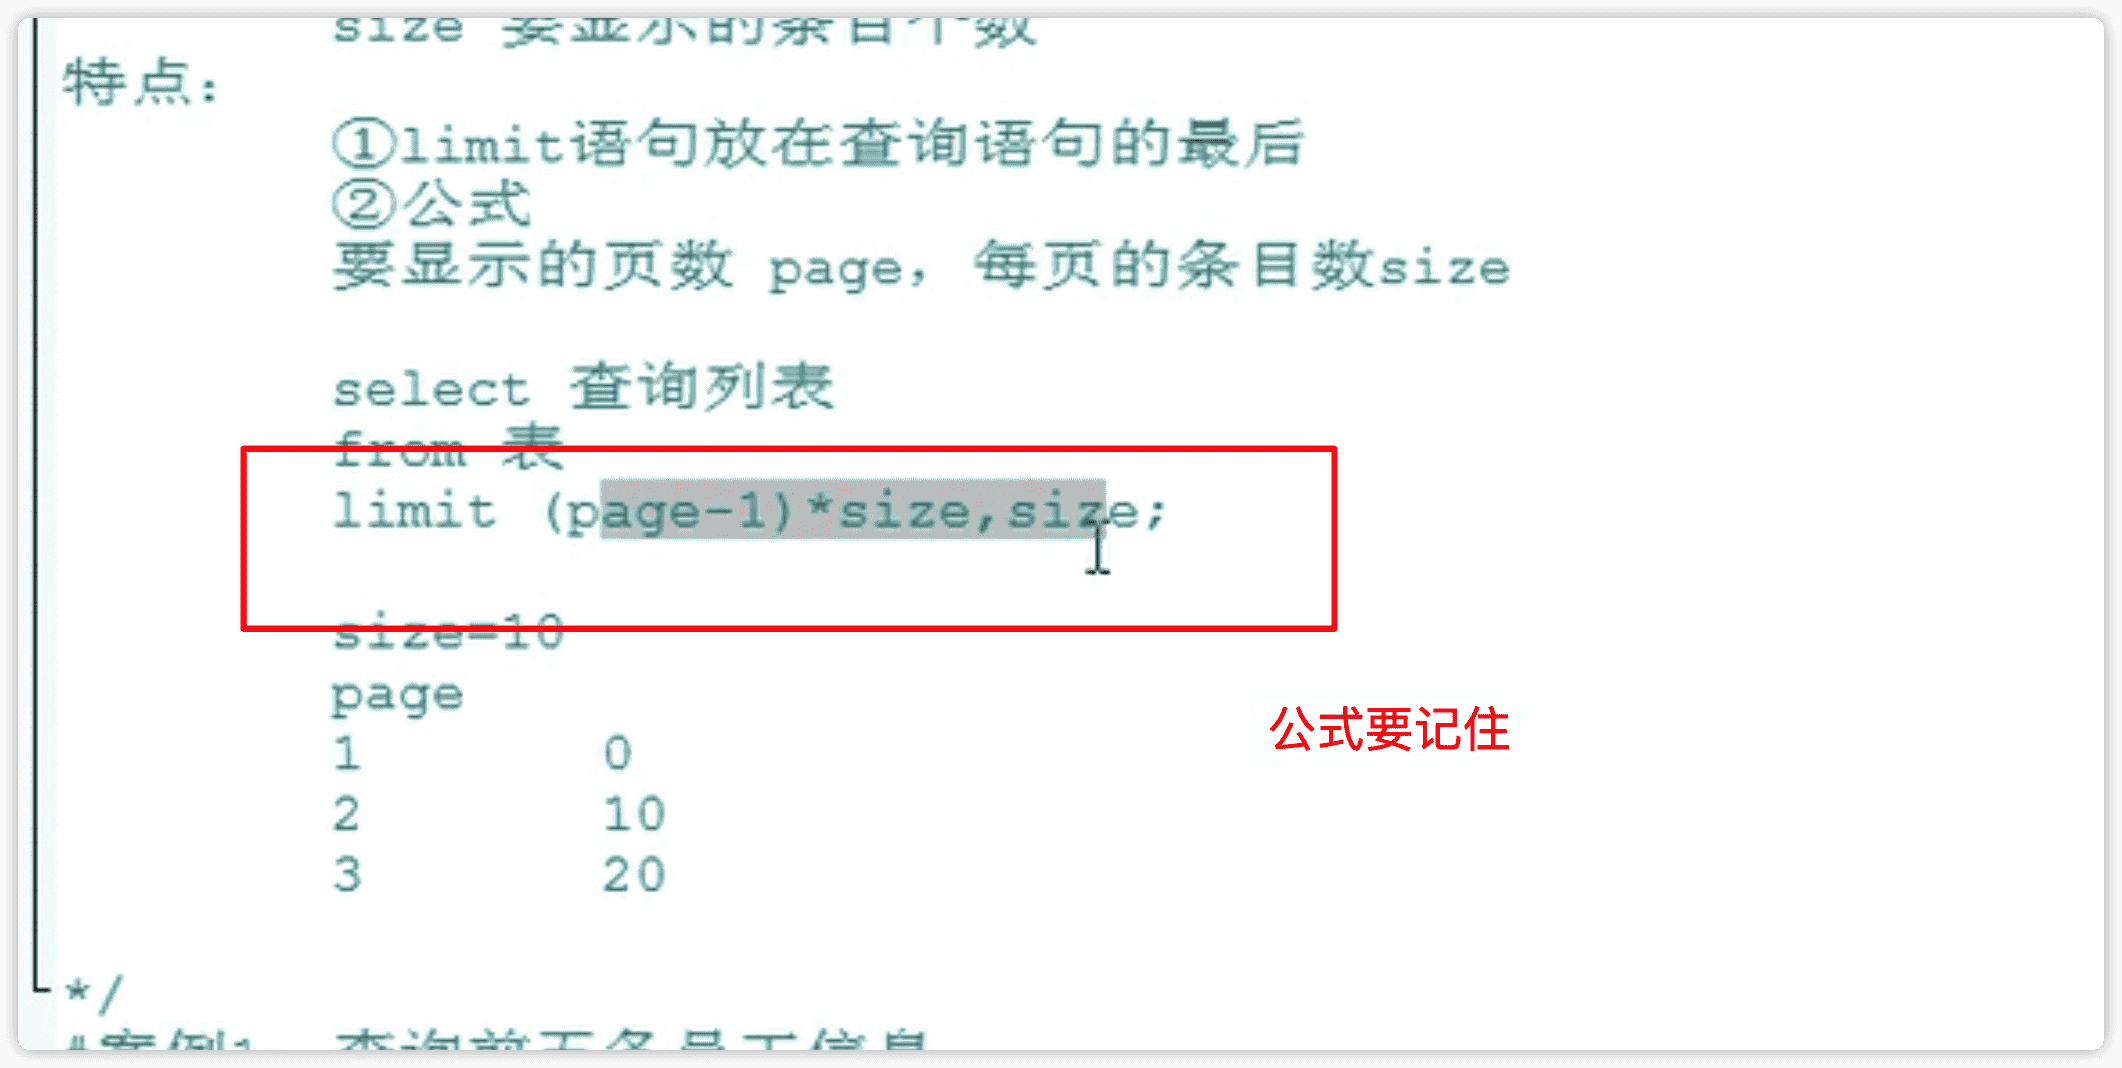 size 要显示的条目个数
特点：
①limit语句放在查询语句的最后
②公式
要显示的页数 page，每页的条目数size
select 查询列表
from 表
limit (page-1)*size,size;
size=10
page
1 0
2 10
3 20
公式要记住
*/
#案例1 查询前五条员工信息